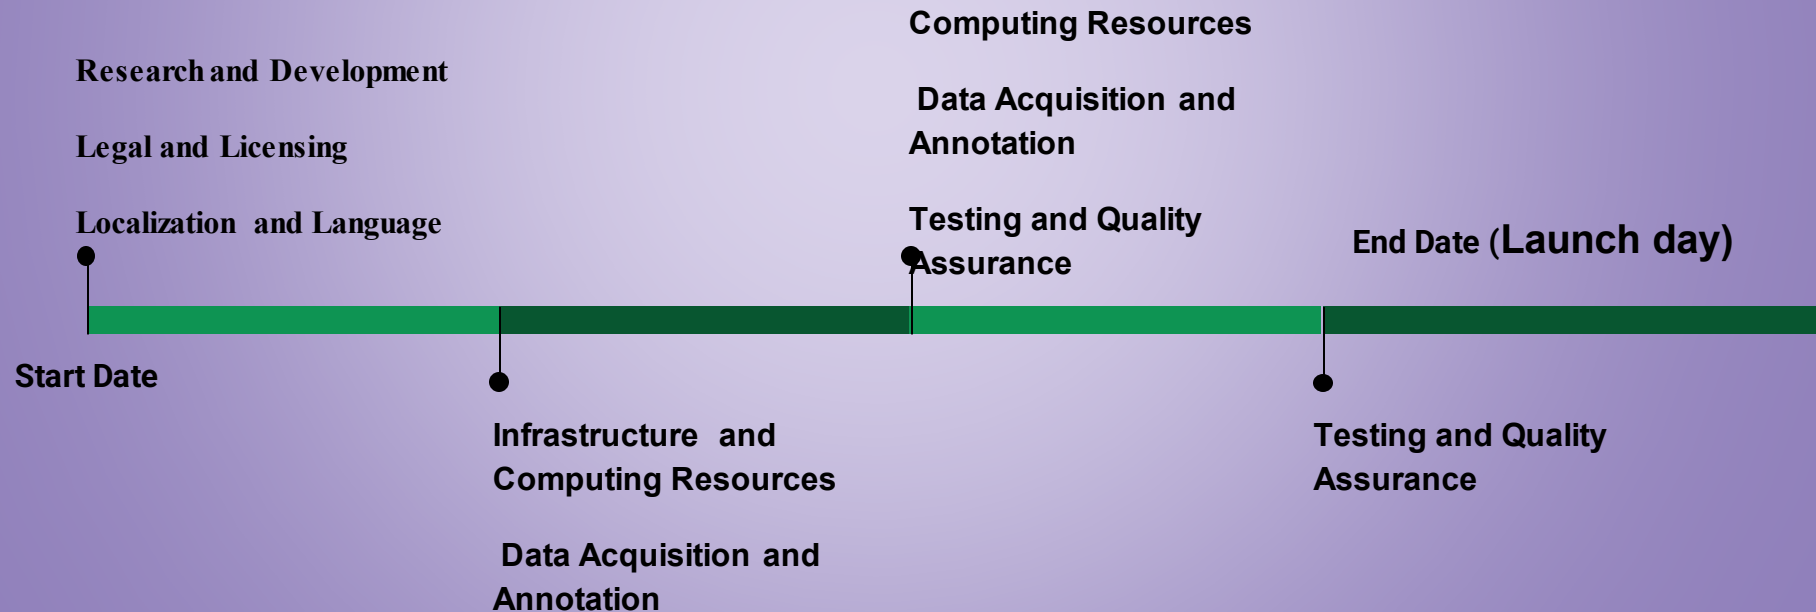 Research and Development
Legal and Licensing
Localization and Language
Start Date
Infrastructure and
Computing Resources
Data Acquisition and
Annotation
Computing Resources
Data Acquisition and
Annotation
Testing and Quality
Assurance
Testing and Quality
Assurance
End Date (Launch day)